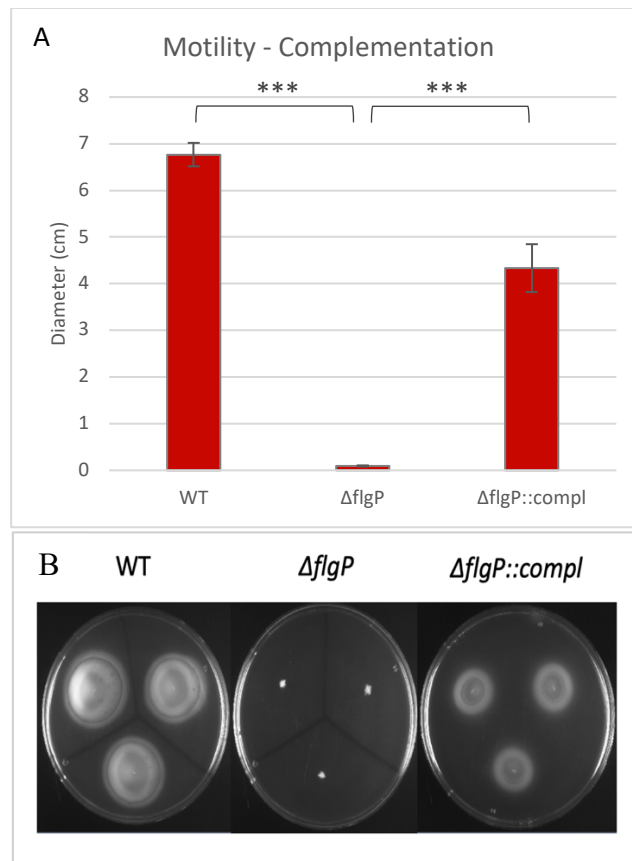 A
Motility - Complementation
*** ***
8
7
6
5
4
3
2
1
0
Diameter (cm)
WT ΔflgP ΔflgP::compl
B WT ΔflgP ΔflgP::compl